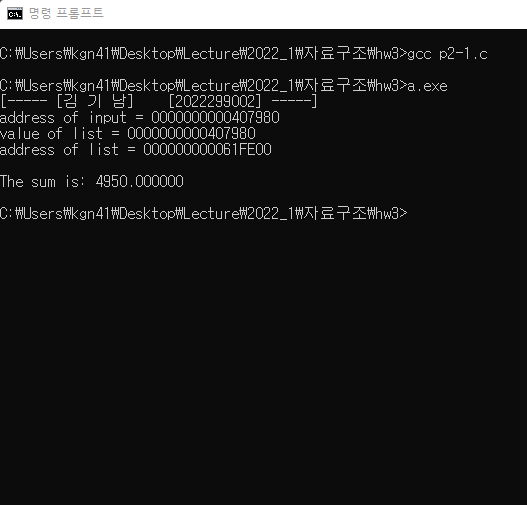 명령 프롬프트
C:₩Users₩kgn41₩Desktop₩Lecture₩2022_1₩자료구조₩hw3>gcc p2-1.c
C:₩Users₩kgn41₩Desktop₩Lecture₩2022_1₩자료구조₩hw3>a.exe
[----- [김 기 남] [2022299002] -----]
address of input = 0000000000407980
value of list = 0000000000407980
address of list = 000000000061FE00
The sum is: 4950.000000
C:₩Users₩kgn41₩Desktop₩Lecture₩2022_1₩자료구조₩hw3>